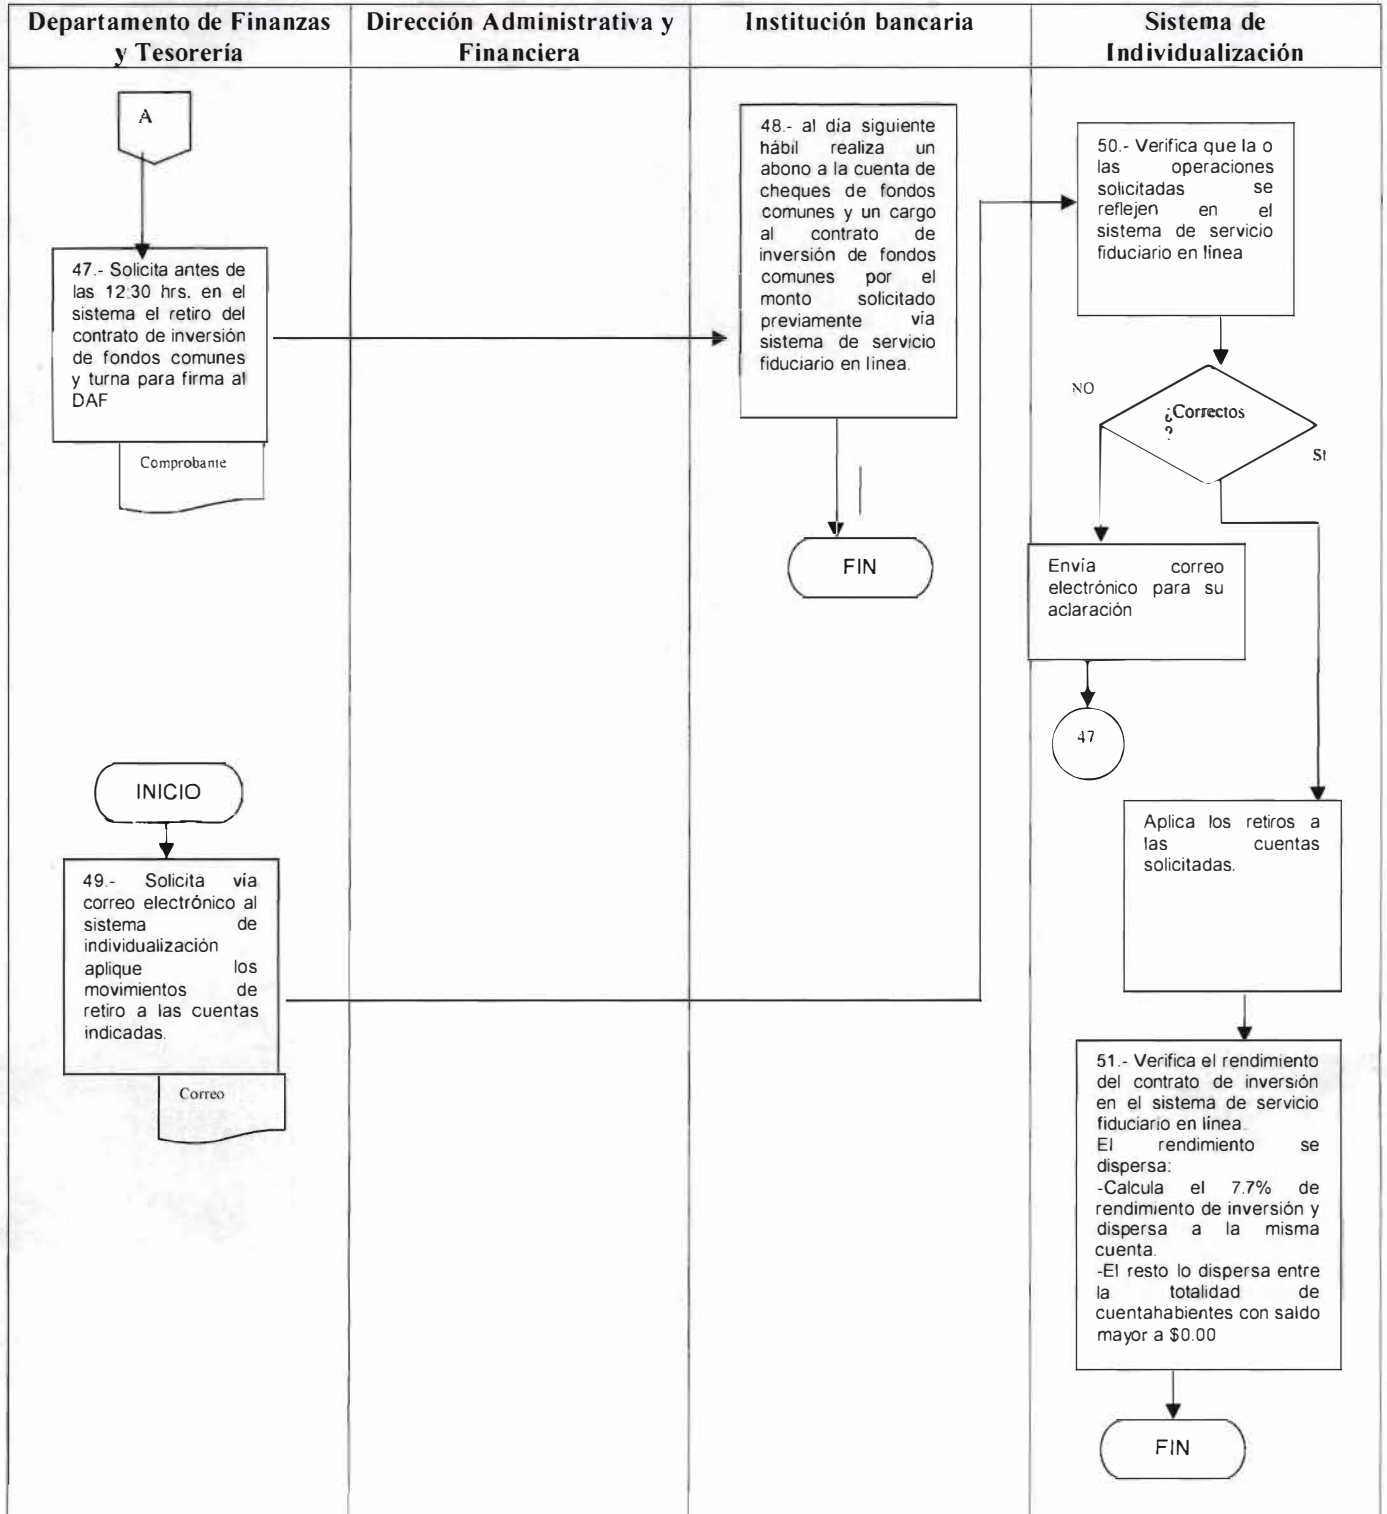 Departamento de Finanzas
y Tesorería
Dirección Administrativa y
Financiera
Institución bancaria
Sistema de
Individualización
A
47.- Solicita antes de
las 12:30 hrs. en el
sistema el retiro del
contrato de inversión
de fondos comunes
y turna para firma al
DAF
Comprobante
48.- al día siguiente
hábil realiza un
abono a la cuenta de
cheques de fondos
comunes y un cargo
al contrato de
inversión de fondos
comunes por el
monto solicitado
previamente vía
sistema de servicio
fiduciario en línea.
FIN
50.- Verifica que la o
las operaciones
solicitadas se
reflejen en el
sistema de servicio
fiduciario en línea
NO
¿Correctos
?
SI
Envía correo
electrónico para su
aclaración
47
Aplica los retiros a
las cuentas
solicitadas.
INICIO
49.- Solicita vía
correo electrónico al
sistema de
individualización
aplique los
movimientos de
retiro a las cuentas
indicadas.
Correo
51.- Verifica el rendimiento
del contrato de inversión
en el sistema de servicio
fiduciario en línea.
El rendimiento se
dispersa:
-Calcula el 7.7% de
rendimiento de inversión y
dispersa a la misma
cuenta.
-El resto lo dispersa entre
la totalidad de
cuentahabientes con saldo
mayor a $0.00
FIN